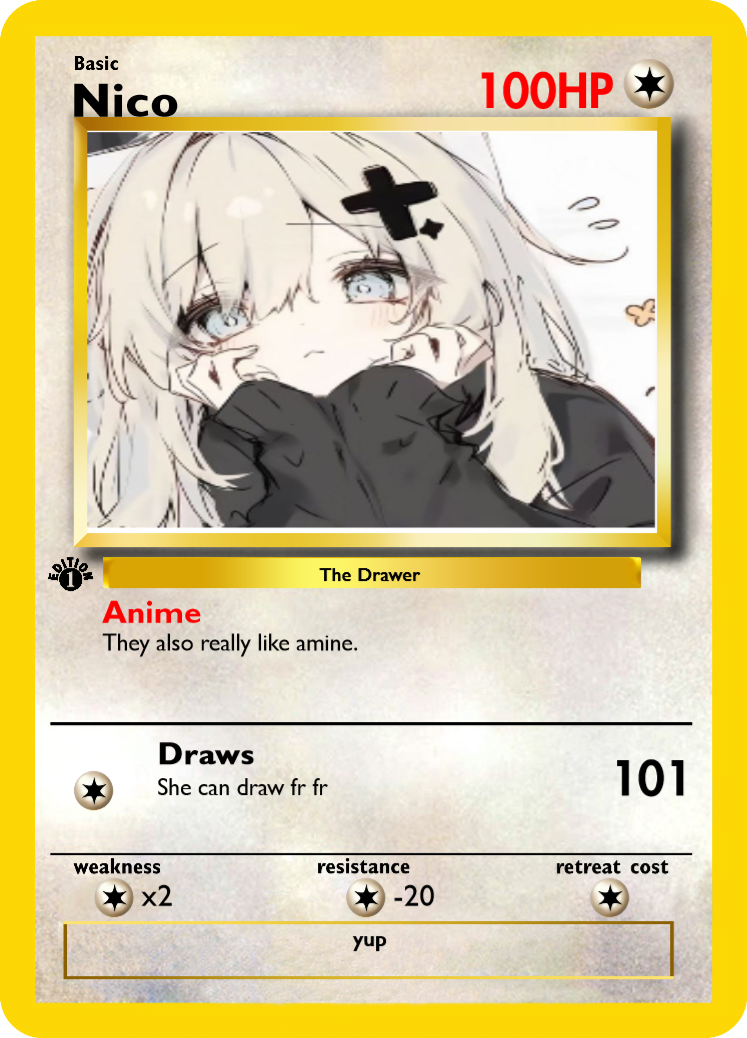 Basic
Nico
100HP
EDITION
1
The Drawer
Anime
They also really like amine.
Draws
She can draw fr fr
101
weakness
resistance
retreat cost
x2
-20
yup